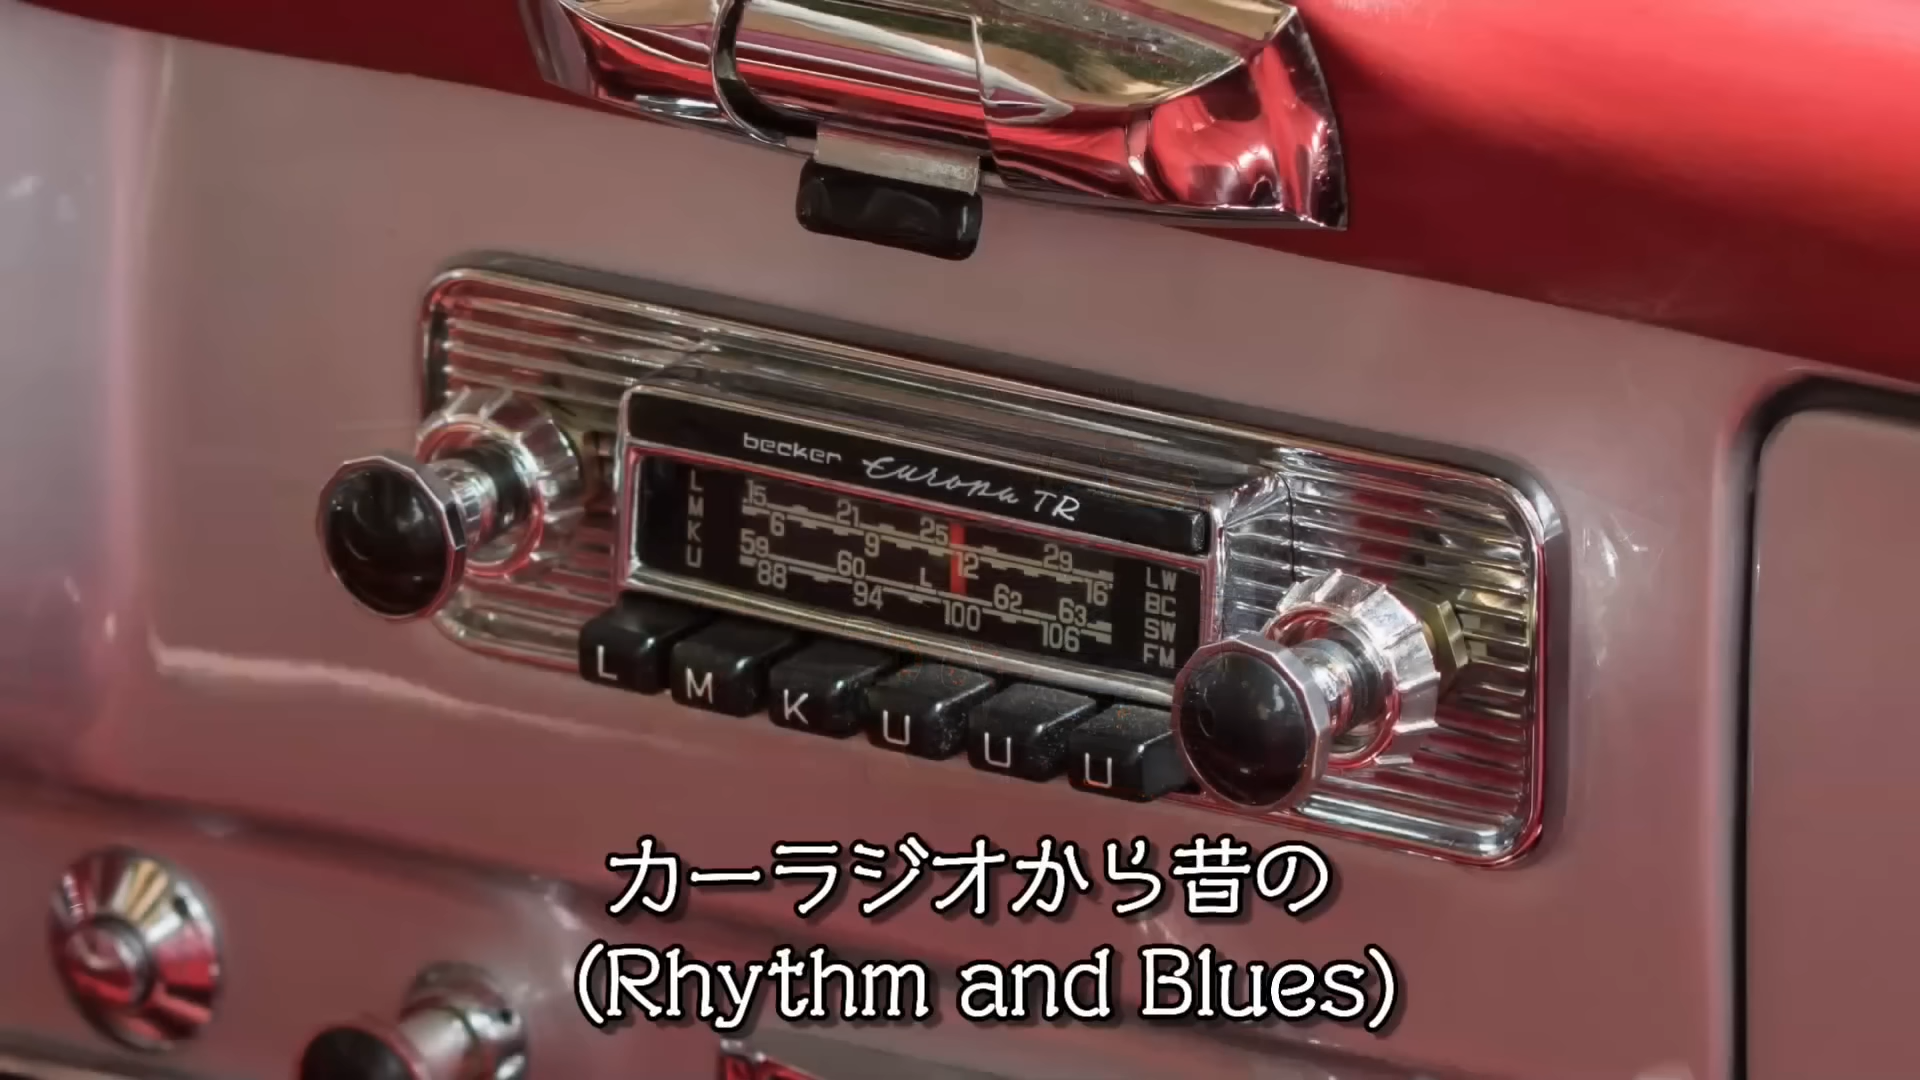 becker Europa TR
L
M
K
U
15 21 25 29
6 9 12 16
59 60 L 62 63
88 94 100 106
LW
BC
SW
FM
L M K U U U
カーラジオから昔の
(Rhythm and Blues)